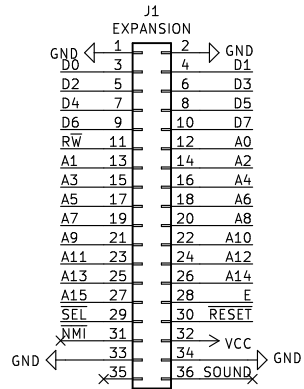 J1
EXPANSION
GND 1 2 GND
D0 3 4 D1
D2 5 6 D3
D4 7 8 D5
D6 9 10 D7
RW̅ 11 12 A0
A1 13 14 A2
A3 15 16 A4
A5 17 18 A6
A7 19 20 A8
A9 21 22 A10
A11 23 24 A12
A13 25 26 A14
A15 27 28 E
S̅E̅L̅ 29 30 R̅E̅S̅E̅T̅
N̅M̅I̅ 31 32 VCC
GND 33 34 GND
35 36 SOUND